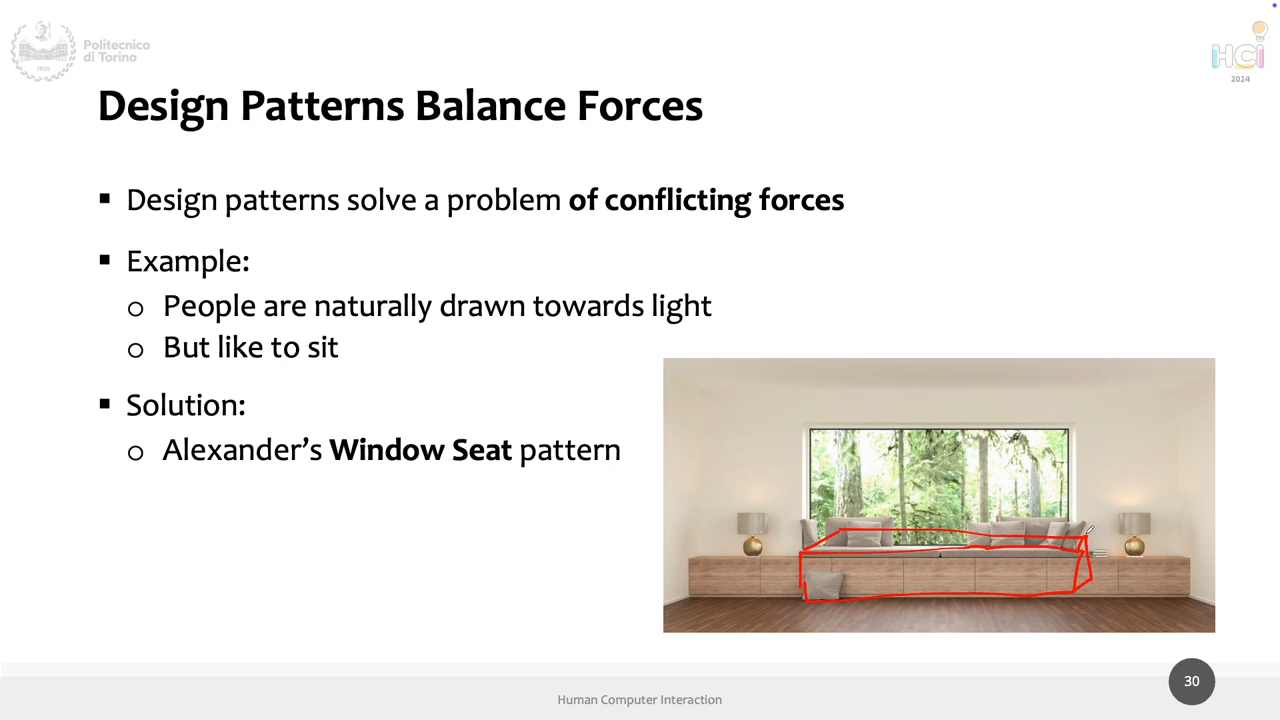 Politecnico
di Torino
1859
HCI
2024
Design Patterns Balance Forces
▪ Design patterns solve a problem of conflicting forces
▪ Example:
o People are naturally drawn towards light
o But like to sit
▪ Solution:
o Alexander’s Window Seat pattern
Human Computer Interaction
30